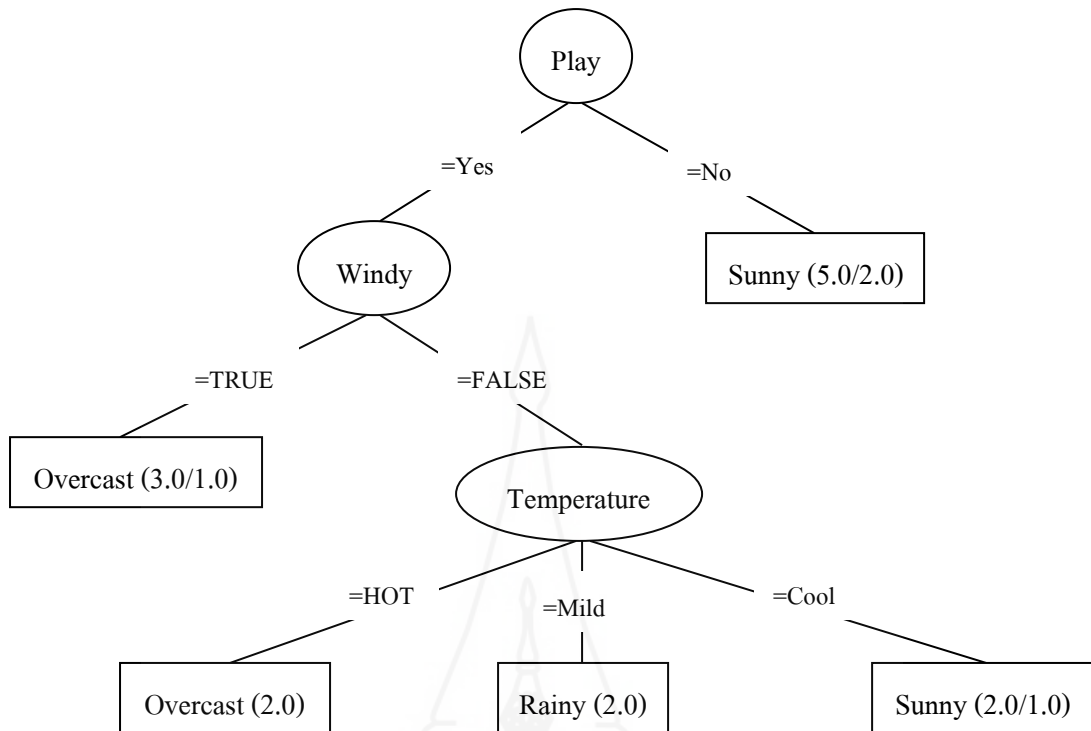 Play
=Yes
=No
Windy
Sunny (5.0/2.0)
=TRUE
=FALSE
Overcast (3.0/1.0)
Temperature
=HOT
=Mild
=Cool
Overcast (2.0)
Rainy (2.0)
Sunny (2.0/1.0)